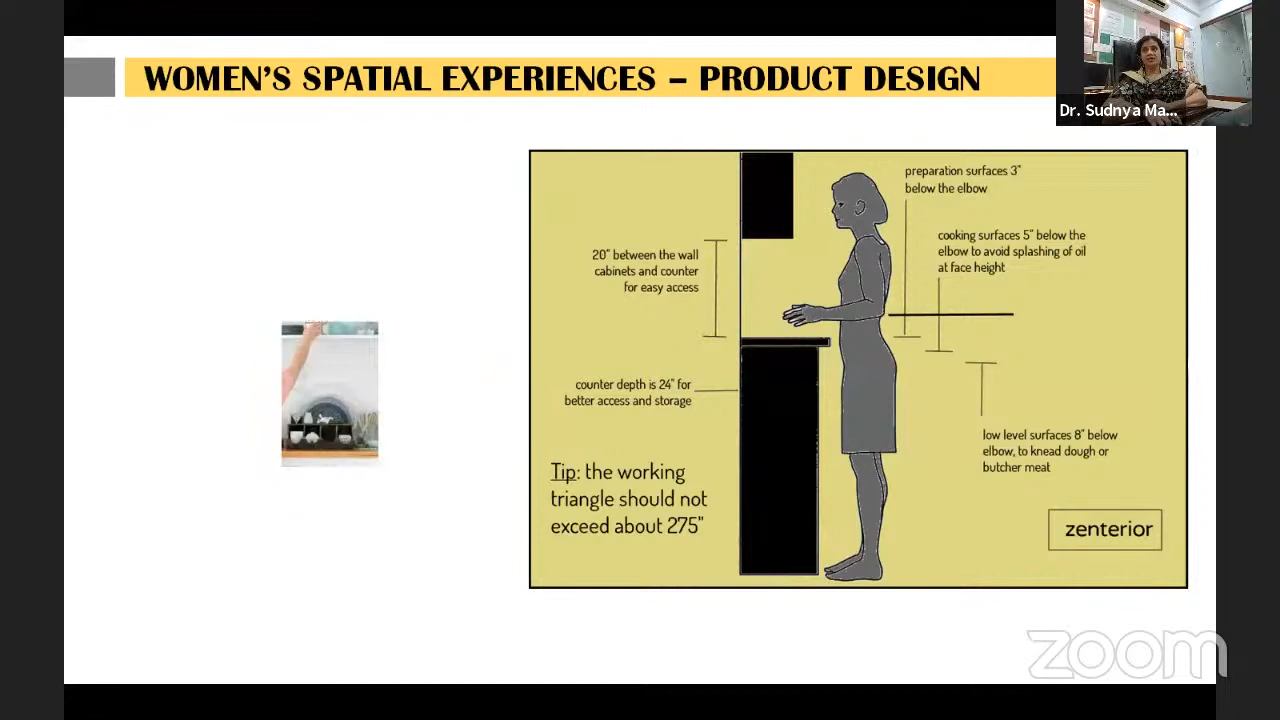 WOMEN'S SPATIAL EXPERIENCES – PRODUCT DESIGN
Dr. Sudnya Ma...
preparation surfaces 3"
below the elbow
cooking surfaces 5" below the
elbow to avoid splashing of oil
at face height
20" between the wall
cabinets and counter
for easy access
counter depth is 24" for
better access and storage
low level surfaces 8" below
elbow, to knead dough or
butcher meat
Tip: the working
triangle should not
exceed about 275"
zenterior
zoom